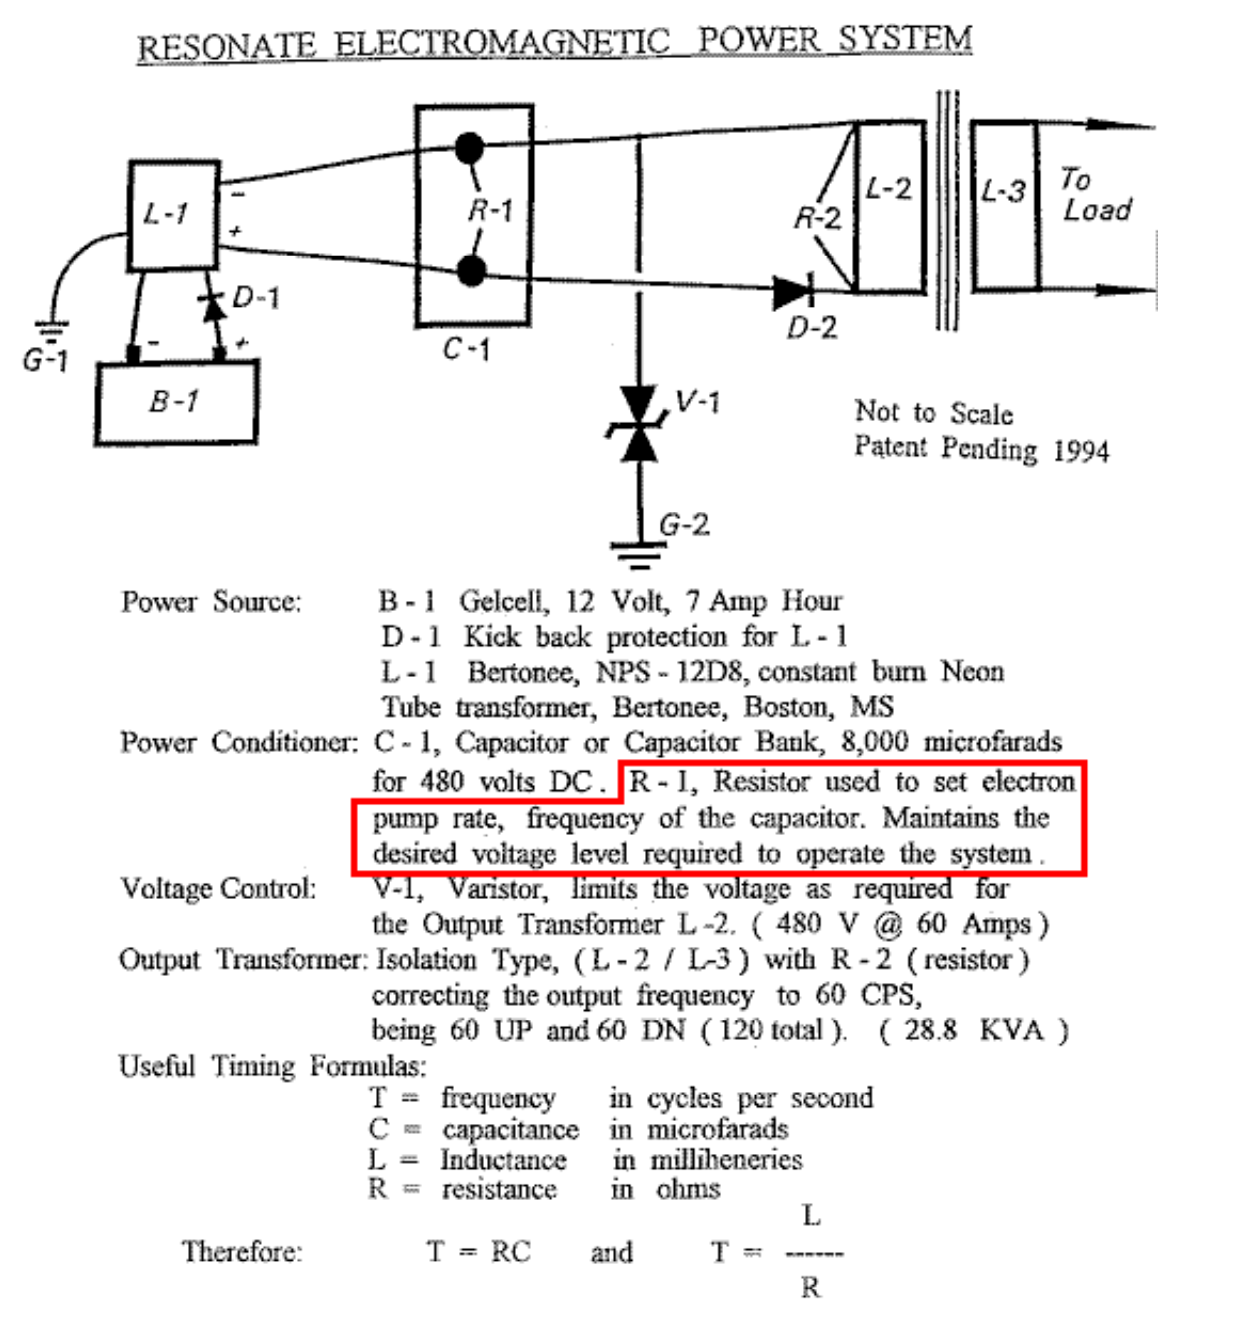 RESONATE ELECTROMAGNETIC POWER SYSTEM
L-1
-
+
R-1
C-1
R-2
L-2
L-3
To
Load
D-1
D-2
G-1
-
+
B-1
V-1
G-2
Not to Scale
Patent Pending 1994
Power Source: B - 1 Gelcell, 12 Volt, 7 Amp Hour
D - 1 Kick back protection for L - 1
L - 1 Bertonee, NPS - 12D8, constant burn Neon
Tube transformer, Bertonee, Boston, MS
Power Conditioner: C - 1, Capacitor or Capacitor Bank, 8,000 microfarads
for 480 volts DC. R - 1, Resistor used to set electron
pump rate, frequency of the capacitor. Maintains the
desired voltage level required to operate the system.
Voltage Control: V-1, Varistor, limits the voltage as required for
the Output Transformer L-2. ( 480 V @ 60 Amps )
Output Transformer: Isolation Type, ( L - 2 / L-3 ) with R - 2 ( resistor )
correcting the output frequency to 60 CPS,
being 60 UP and 60 DN ( 120 total ). ( 28.8 KVA )
Useful Timing Formulas:
T = frequency in cycles per second
C = capacitance in microfarads
L = Inductance in milliheneries
R = resistance in ohms
L
Therefore: T = RC and T = ------
R